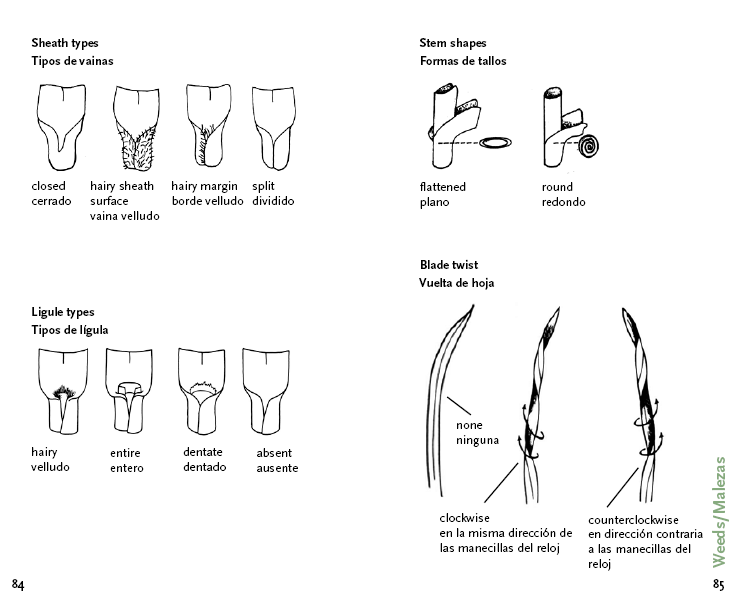 Sheath types
Tipos de vainas
closed
cerrado
hairy sheath
surface
vaina velludo
hairy margin
borde velludo
split
dividido
Ligule types
Tipos de lígula
hairy
velludo
entire
entero
dentate
dentado
absent
ausente
84
Stem shapes
Formas de tallos
flattened
plano
round
redondo
Blade twist
Vuelta de hoja
none
ninguna
clockwise
en la misma dirección de
las manecillas del reloj
counterclockwise
en dirección contraria
a las manecillas del
reloj
Weeds/Malezas
85